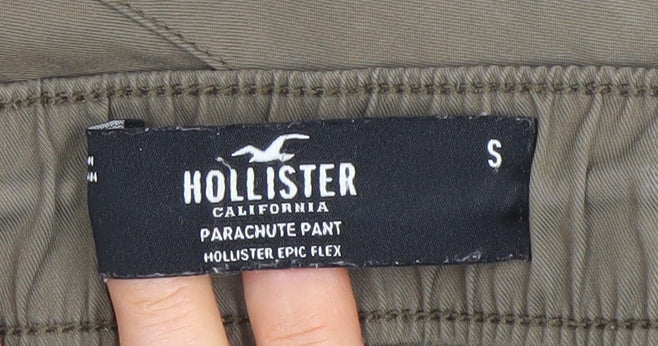 HOLLISTER
CALIFORNIA
PARACHUTE PANT
HOLLISTER EPIC FLEX
S